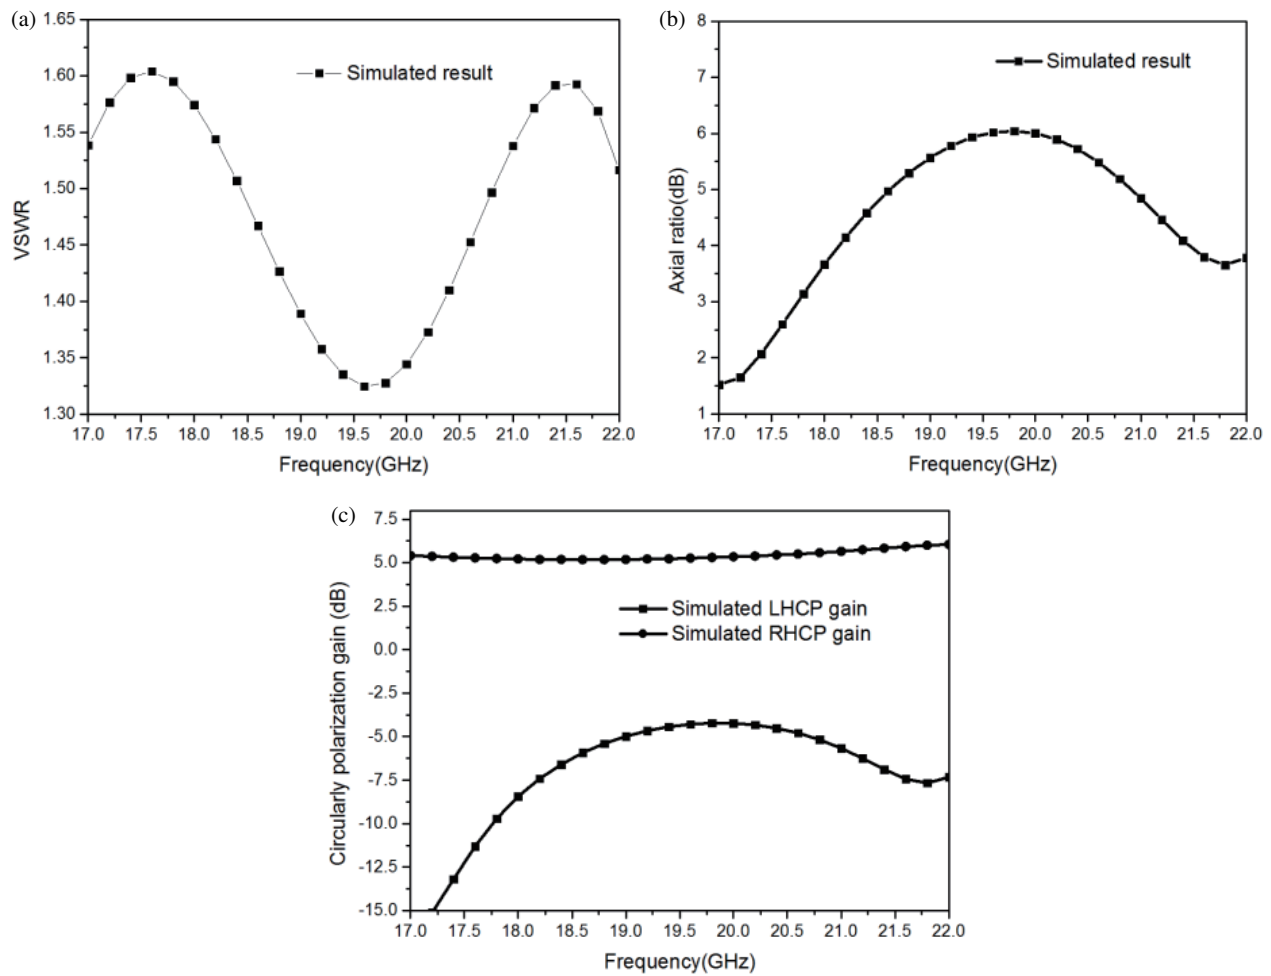 (a)
1.65
1.60
1.55
1.50
1.45
1.40
1.35
1.30
VSWR
Simulated result
17.0 17.5 18.0 18.5 19.0 19.5 20.0 20.5 21.0 21.5 22.0
Frequency(GHz)
(b)
8
7
6
5
4
3
2
1
Axial ratio(dB)
Simulated result
17.0 17.5 18.0 18.5 19.0 19.5 20.0 20.5 21.0 21.5 22.0
Frequency(GHz)
(c)
7.5
5.0
2.5
0.0
-2.5
-5.0
-7.5
-10.0
-12.5
-15.0
Circularly polarization gain (dB)
Simulated LHCP gain
Simulated RHCP gain
17.0 17.5 18.0 18.5 19.0 19.5 20.0 20.5 21.0 21.5 22.0
Frequency(GHz)